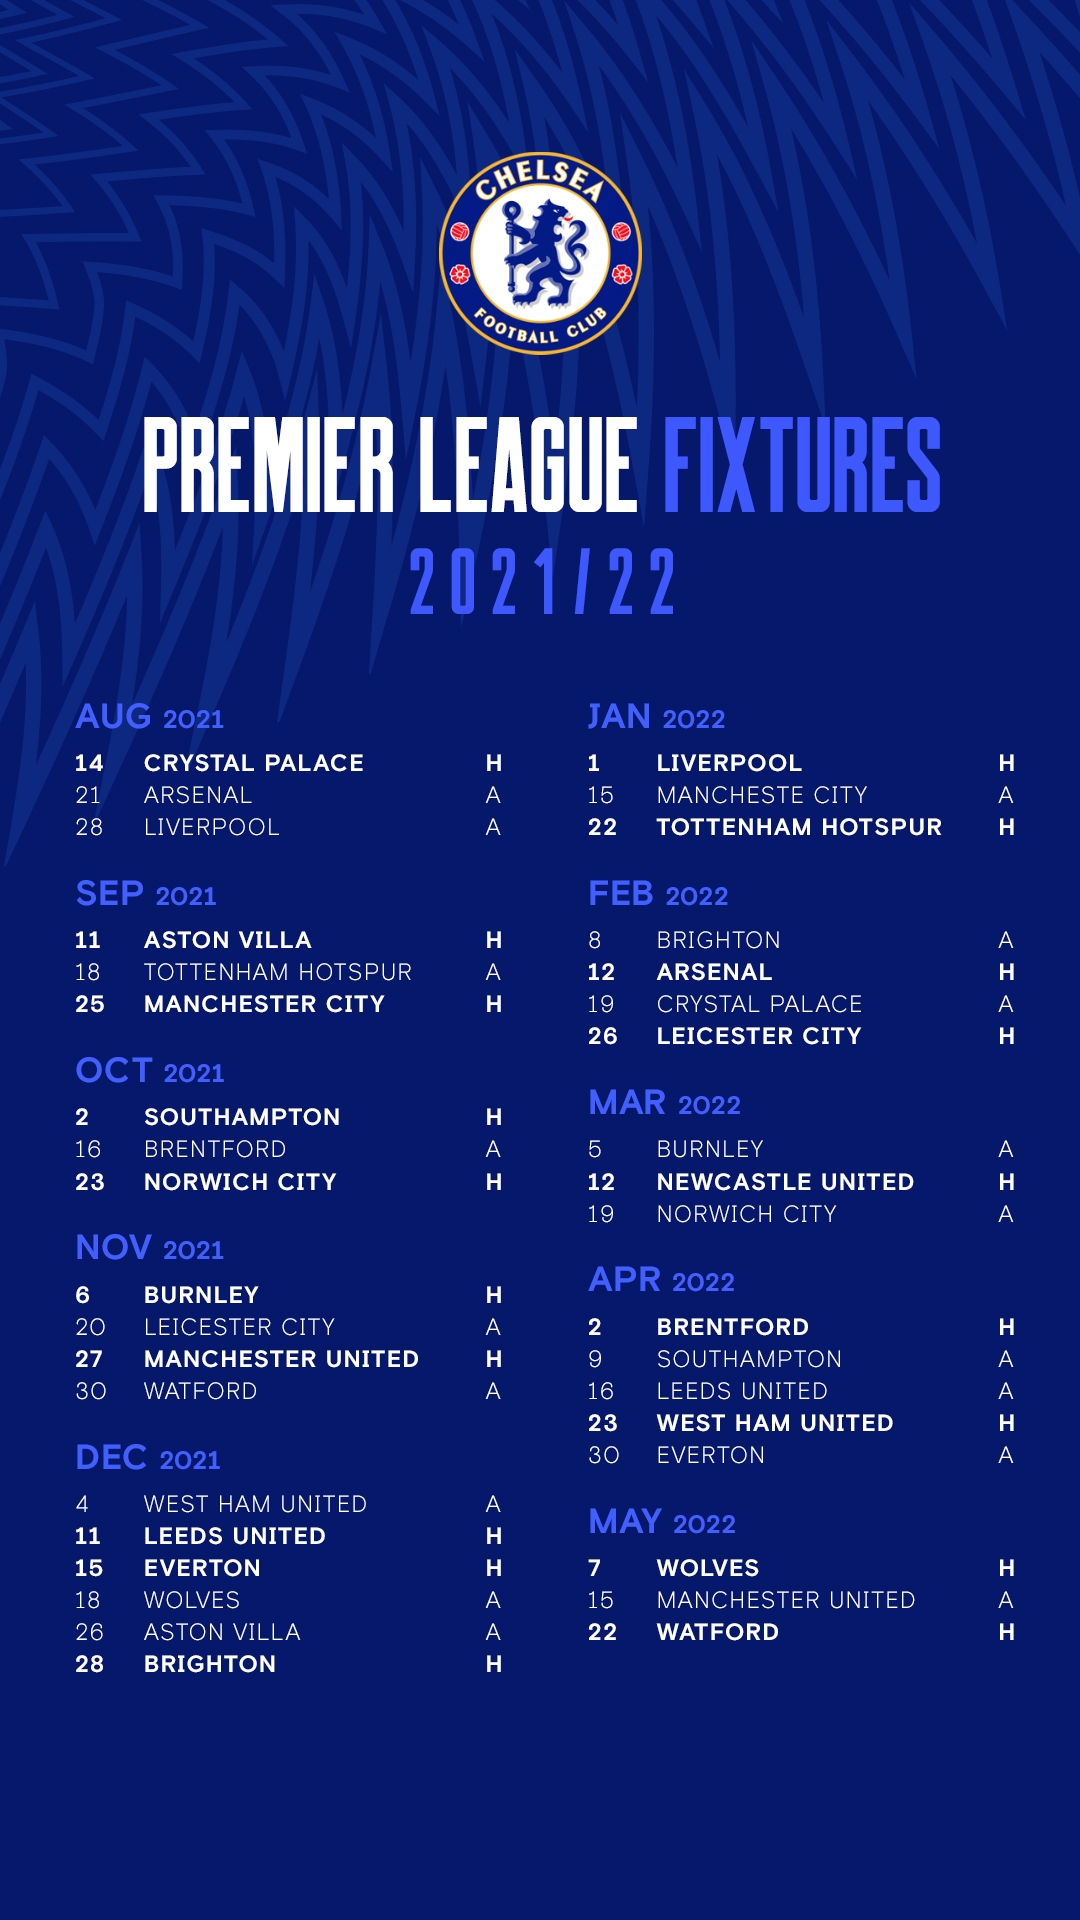 CHELSEA
FOOTBALL CLUB
PREMIER LEAGUE FIXTURES
2021/22
AUG 2021
14 CRYSTAL PALACE H
21 ARSENAL A
28 LIVERPOOL A
SEP 2021
11 ASTON VILLA H
18 TOTTENHAM HOTSPUR A
25 MANCHESTER CITY H
OCT 2021
2 SOUTHAMPTON H
16 BRENTFORD A
23 NORWICH CITY H
NOV 2021
6 BURNLEY H
20 LEICESTER CITY A
27 MANCHESTER UNITED H
30 WATFORD A
DEC 2021
4 WEST HAM UNITED A
11 LEEDS UNITED H
15 EVERTON H
18 WOLVES A
26 ASTON VILLA A
28 BRIGHTON H
JAN 2022
1 LIVERPOOL H
15 MANCHESTE CITY A
22 TOTTENHAM HOTSPUR H
FEB 2022
8 BRIGHTON A
12 ARSENAL H
19 CRYSTAL PALACE A
26 LEICESTER CITY H
MAR 2022
5 BURNLEY A
12 NEWCASTLE UNITED H
19 NORWICH CITY A
APR 2022
2 BRENTFORD H
9 SOUTHAMPTON A
16 LEEDS UNITED A
23 WEST HAM UNITED H
30 EVERTON A
MAY 2022
7 WOLVES H
15 MANCHESTER UNITED A
22 WATFORD H